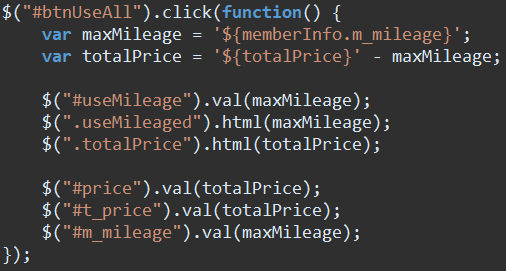 $("#btnUseAll").click(function() {
    var maxMileage = '${memberInfo.m_mileage}';
    var totalPrice = '${totalPrice}' - maxMileage;

    $("#useMileage").val(maxMileage);
    $(".useMileaged").html(maxMileage);
    $(".totalPrice").html(totalPrice);

    $("#price").val(totalPrice);
    $("#t_price").val(totalPrice);
    $("#m_mileage").val(maxMileage);
});